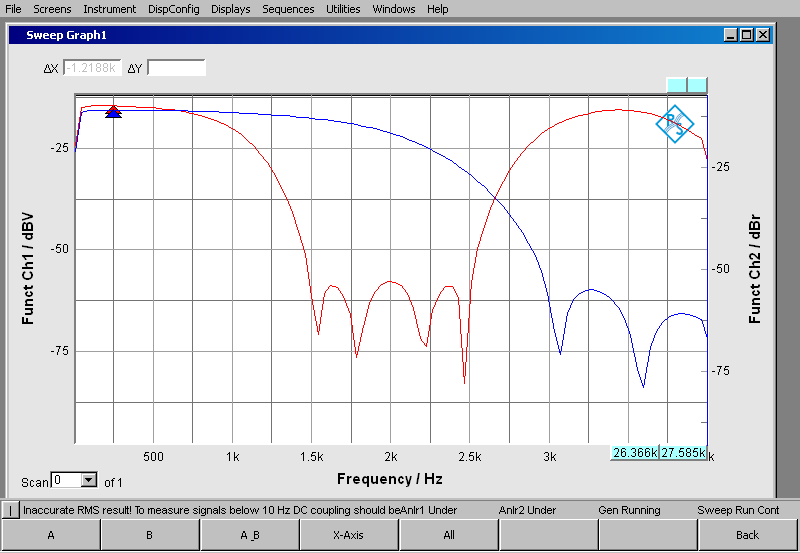 File Screens Instrument DispConfig Displays Sequences Utilities Windows Help
Sweep Graph1
ΔX -1.2188k ΔY
-25
-50
-75
Funct Ch1 / dBV
-25
-50
-75
Funct Ch2 / dBr
R S
500 1k 1.5k 2k 2.5k 3k 26.366k 27.585k k
Frequency / Hz
Scan 0 of 1
Inaccurate RMS result! To measure signals below 10 Hz DC coupling should be Anlr1 Under Anlr2 Under Gen Running Sweep Run Cont
A B A_B X-Axis All Back